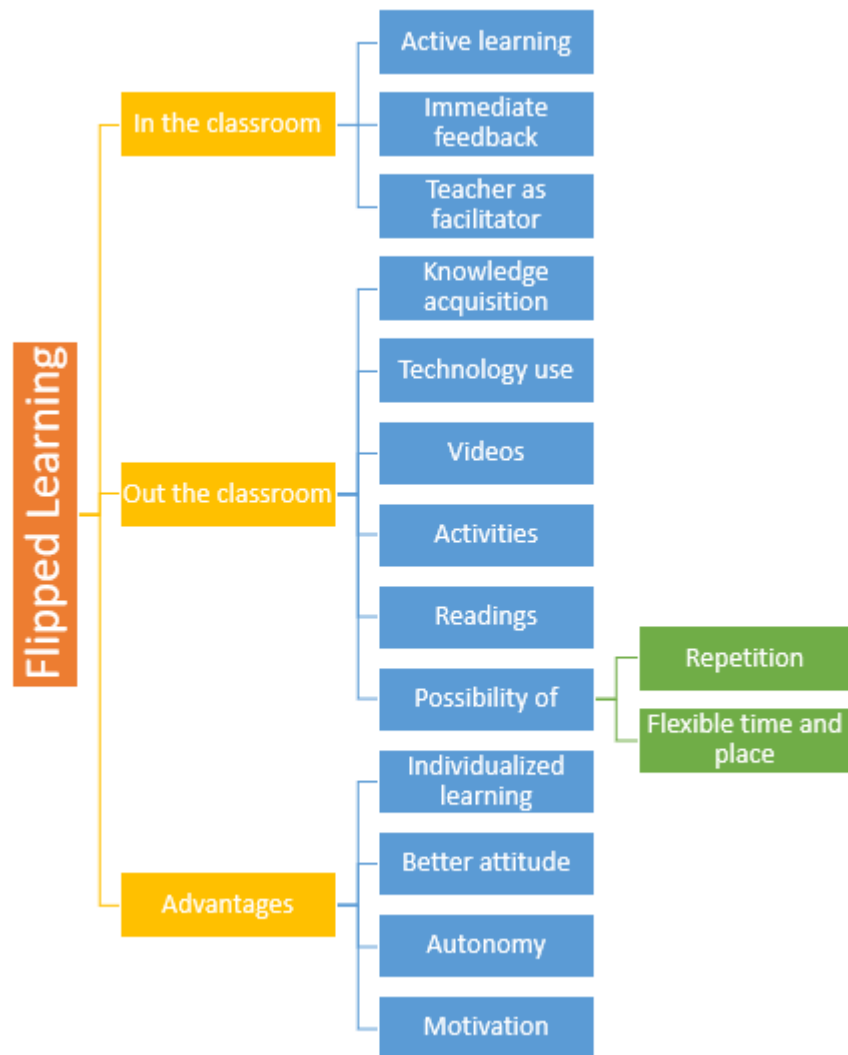 Flipped Learning
In the classroom
Active learning
Immediate
feedback
Teacher as
facilitator
Out the classroom
Knowledge
acquisition
Technology use
Videos
Activities
Readings
Possibility of
Repetition
Flexible time and
place
Advantages
Individualized
learning
Better attitude
Autonomy
Motivation